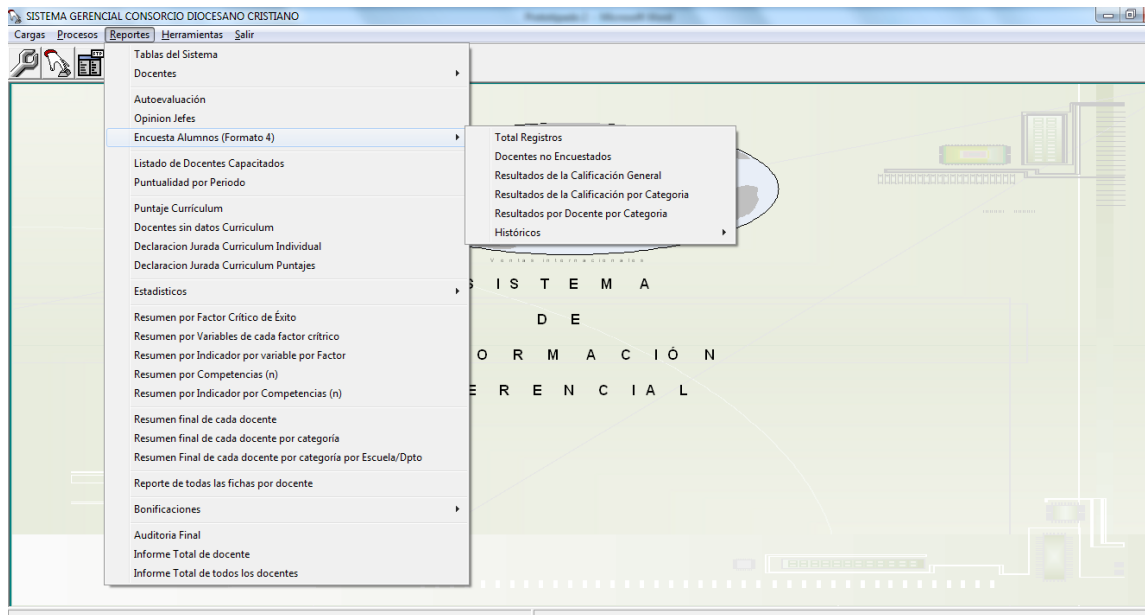 SISTEMA GERENCIAL CONSORCIO DIOCESANO CRISTIANO
Cargas Procesos Reportes Herramientas Salir
Tablas del Sistema
Docentes
Autoevaluación
Opinion Jefes
Encuesta Alumnos (Formato 4)
Listado de Docentes Capacitados
Puntualidad por Periodo
Puntaje Currículum
Docentes sin datos Curriculum
Declaracion Jurada Curriculum Individual
Declaracion Jurada Curriculum Puntajes
Estadisticos
Resumen por Factor Crítico de Éxito
Resumen por Variables de cada factor crítrico
Resumen por Indicador por variable por Factor
Resumen por Competencias (n)
Resumen por Indicador por Competencias (n)
Resumen final de cada docente
Resumen final de cada docente por categoría
Resumen Final de cada docente por categoría por Escuela/Dpto
Reporte de todas las fichas por docente
Bonificaciones
Auditoria Final
Informe Total de docente
Informe Total de todos los docentes
Total Registros
Docentes no Encuestados
Resultados de la Calificación General
Resultados de la Calificación por Categoria
Resultados por Docente por Categoria
Históricos
Ventas internacionales
S I S T E M A
D E
O R M A C I Ó N
E R E N C I A L